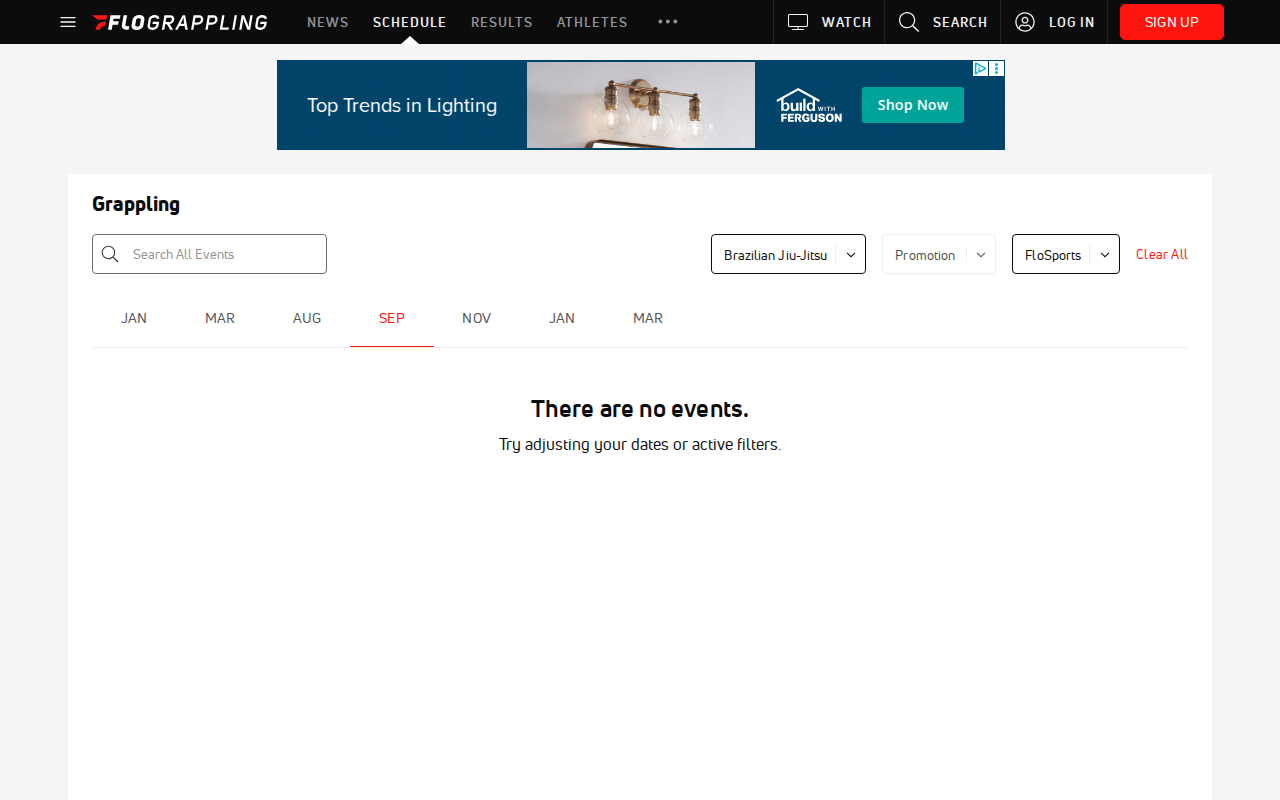 FLOGRAPPLING
NEWS
SCHEDULE
RESULTS
ATHLETES
WATCH
SEARCH
LOG IN
SIGN UP
Top Trends in Lighting
build WITH
FERGUSON
Shop Now
Grappling
Search All Events
Brazilian Jiu-Jitsu
Promotion
FloSports
Clear All
JAN
MAR
AUG
SEP
NOV
JAN
MAR
There are no events.
Try adjusting your dates or active filters.